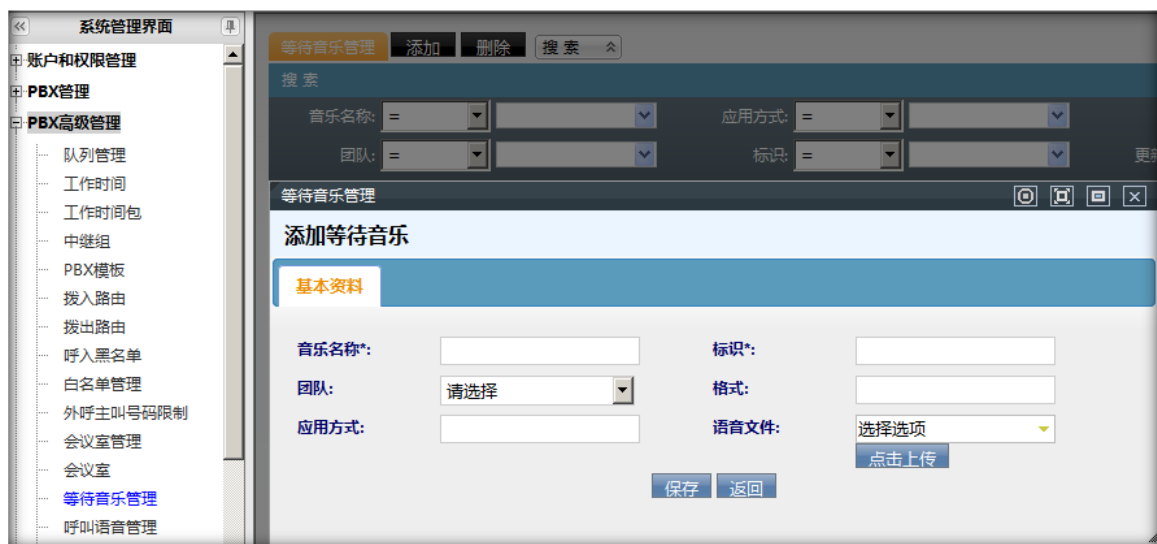 系统管理界面
账户和权限管理
PBX管理
PBX高级管理
队列管理
工作时间
工作时间包
中继组
PBX模板
拨入路由
拨出路由
呼入黑名单
白名单管理
外呼主叫号码限制
会议室管理
会议室
等待音乐管理
呼叫语音管理
等待音乐管理 添加 删除 搜 索
搜 索
音乐名称: = 应用方式: =
团队: = 标识: = 更新
等待音乐管理
添加等待音乐
基本资料
音乐名称*: 标识*:
团队: 请选择 格式:
应用方式: 语音文件: 选择选项
点击上传
保存 返回